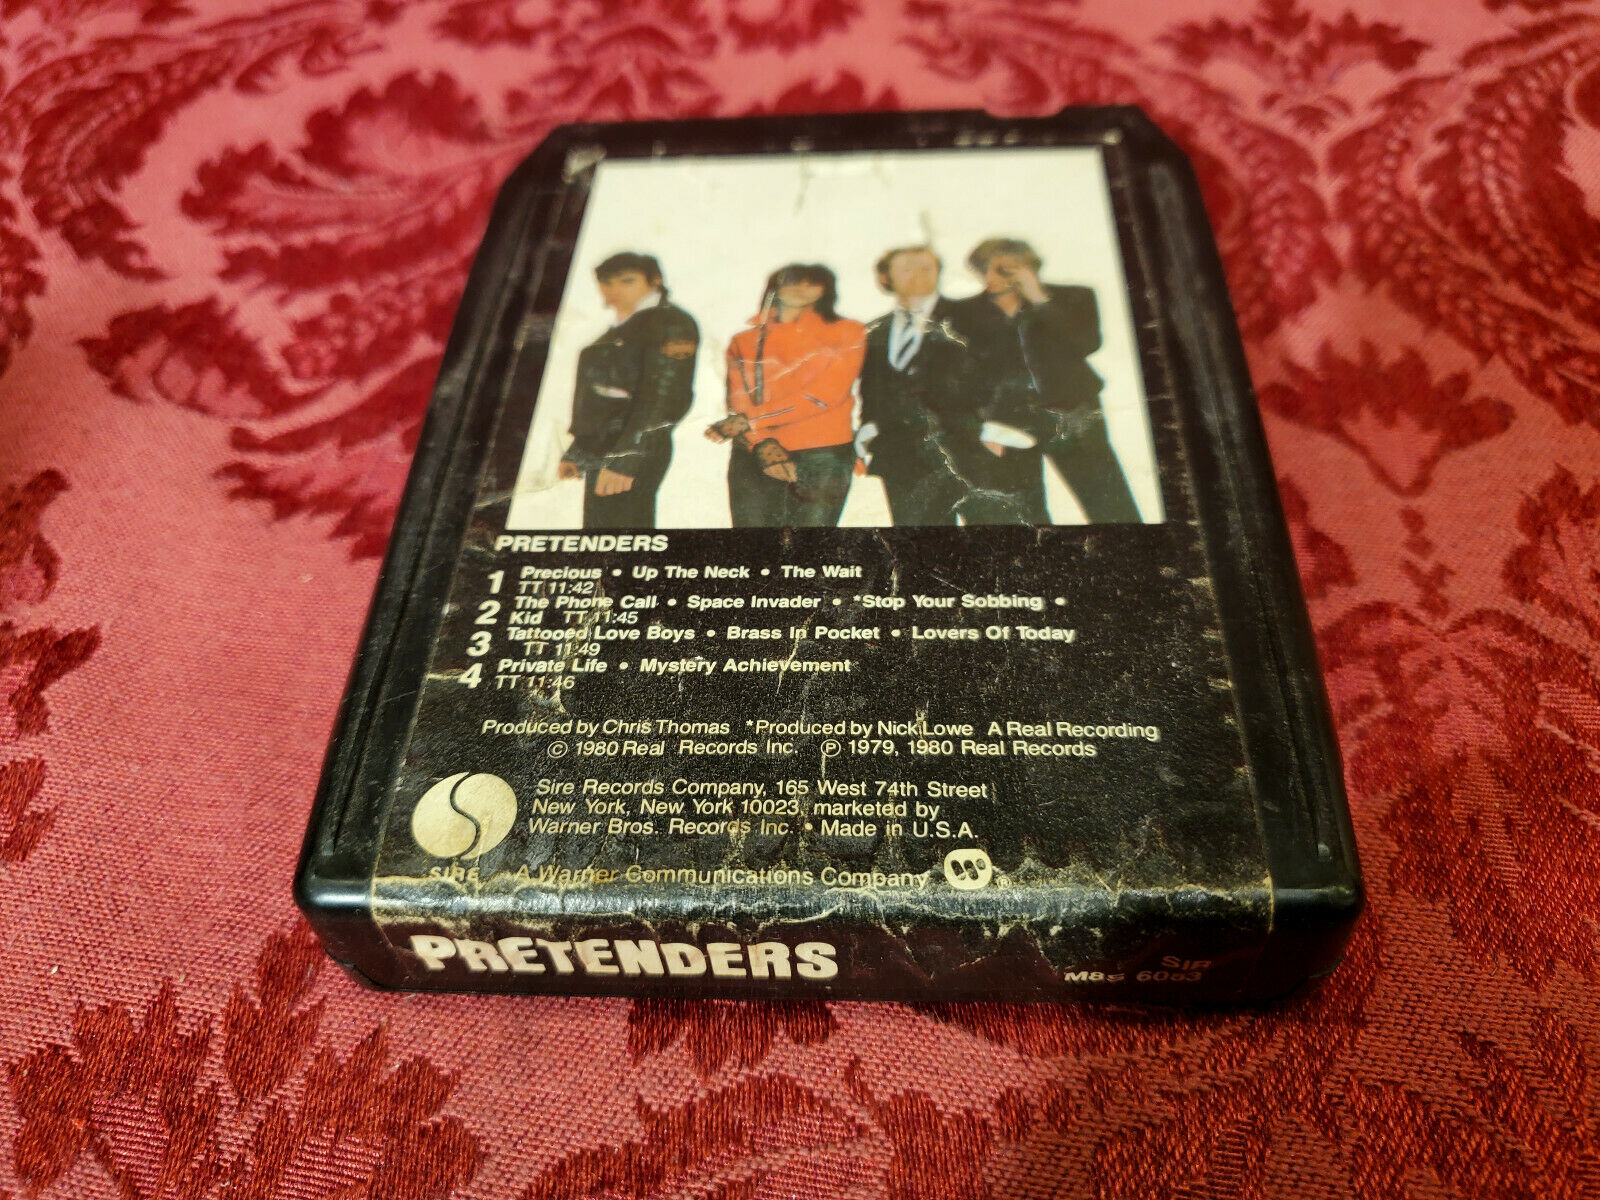 PRETENDERS
1 Precious • Up The Neck • The Wait
TT 11:42
2 The Phone Call • Space Invader • *Stop Your Sobbing •
Kid TT 11:45
3 Tattooed Love Boys • Brass In Pocket • Lovers Of Today
TT 11:49
4 Private Life • Mystery Achievement
TT 11:46
Produced by Chris Thomas *Produced by Nick Lowe A Real Recording
© 1980 Real Records Inc. ℗ 1979, 1980 Real Records
Sire Records Company, 165 West 74th Street
New York, New York 10023, marketed by
Warner Bros. Records Inc. • Made in U.S.A.
SIRE A Warner Communications Company ®
PRETENDERS
SIR
M8S 6083